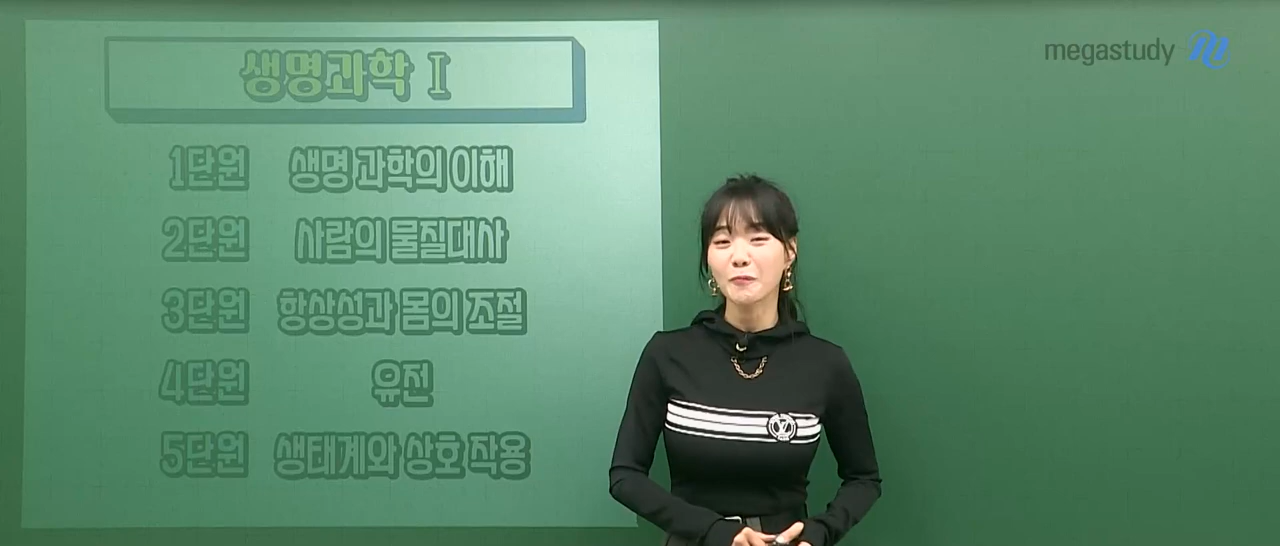 megastudy
생명과학 I
1단원 생명 과학의 이해
2단원 사람의 물질대사
3단원 항상성과 몸의 조절
4단원 유전
5단원 생태계와 상호 작용